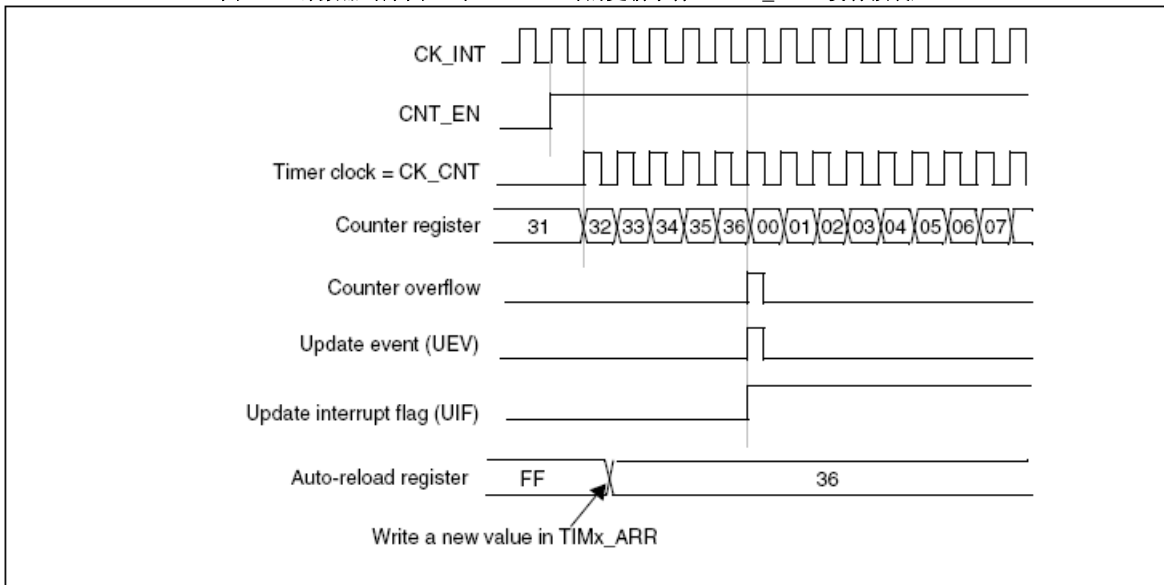 CK_INT
CNT_EN
Timer clock = CK_CNT
Counter register 31 32 33 34 35 36 00 01 02 03 04 05 06 07
Counter overflow
Update event (UEV)
Update interrupt flag (UIF)
Auto-reload register FF 36
Write a new value in TIMx_ARR